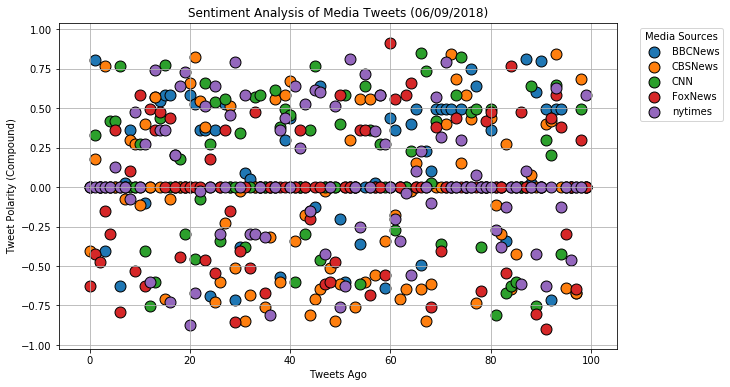 Sentiment Analysis of Media Tweets (06/09/2018)
Media Sources
BBCNews
CBSNews
CNN
FoxNews
nytimes
Tweet Polarity (Compound)
1.00
0.75
0.50
0.25
0.00
−0.25
−0.50
−0.75
−1.00
0 20 40 60 80 100
Tweets Ago